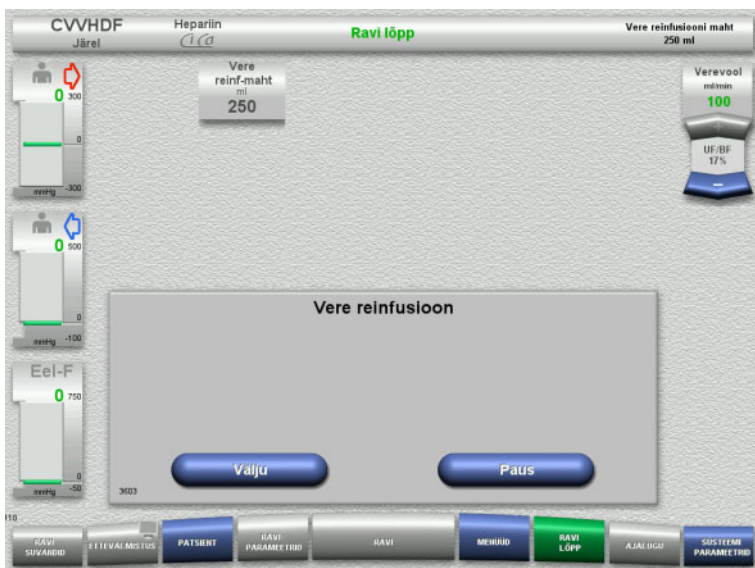 CVVHDF
Järel
Hepariin
Cica
Ravi lõpp
Vere reinfusiooni maht
250 ml
0
300
0
-300
mmHg
Vere
reinf-maht
ml
250
Verevool
ml/min
100
+
UF/BF
17%
–
0
500
0
-100
mmHg
Eel-F
0
750
0
-50
mmHg
Vere reinfusioon
Välju
Paus
3603
RAVI
SUVANDID
ETTEVALMISTUS
PATSIENT
RAVI
PARAMEETRID
RAVI
MENÜÜD
RAVI
LÕPP
AJALUGU
SÜSTEEMI
PARAMEETRID